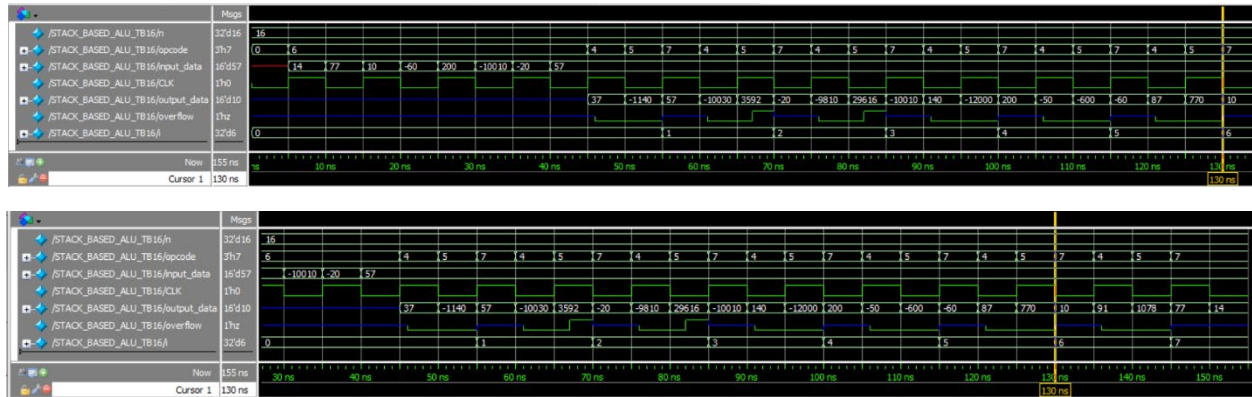 Msgs
/STACK_BASED_ALU_TB16/n 32'd16 16
/STACK_BASED_ALU_TB16/opcode 3'h7 0 6 4 5 7 4 5 7 4 5 7 4 5 7 4 5 7 4 5 7
/STACK_BASED_ALU_TB16/input_data 16'd57 14 77 10 -60 200 -10010 -20 57
/STACK_BASED_ALU_TB16/CLK 1'h0
/STACK_BASED_ALU_TB16/output_data 16'd10 37 -1140 57 -10030 3592 -20 -9810 29616 -10010 140 -12000 200 -50 -600 -60 87 770 10
/STACK_BASED_ALU_TB16/overflow 1'hz
/STACK_BASED_ALU_TB16/i 32'd6 0 1 2 3 4 5 6
Now 155 ns ns 10 ns 20 ns 30 ns 40 ns 50 ns 60 ns 70 ns 80 ns 90 ns 100 ns 110 ns 120 ns 130 ns
Cursor 1 130 ns 130 ns
Msgs
/STACK_BASED_ALU_TB16/n 32'd16 16
/STACK_BASED_ALU_TB16/opcode 3'h7 6 4 5 7 4 5 7 4 5 7 4 5 7 4 5 7 4 5 7 4 5 7
/STACK_BASED_ALU_TB16/input_data 16'd57 -10010 -20 57
/STACK_BASED_ALU_TB16/CLK 1'h0
/STACK_BASED_ALU_TB16/output_data 16'd10 37 -1140 57 -10030 3592 -20 -9810 29616 -10010 140 -12000 200 -50 -600 -60 87 770 10 91 1078 77 14
/STACK_BASED_ALU_TB16/overflow 1'hz
/STACK_BASED_ALU_TB16/i 32'd6 0 1 2 3 4 5 6 7
Now 155 ns 30 ns 40 ns 50 ns 60 ns 70 ns 80 ns 90 ns 100 ns 110 ns 120 ns 130 ns 140 ns 150 ns
Cursor 1 130 ns 130 ns